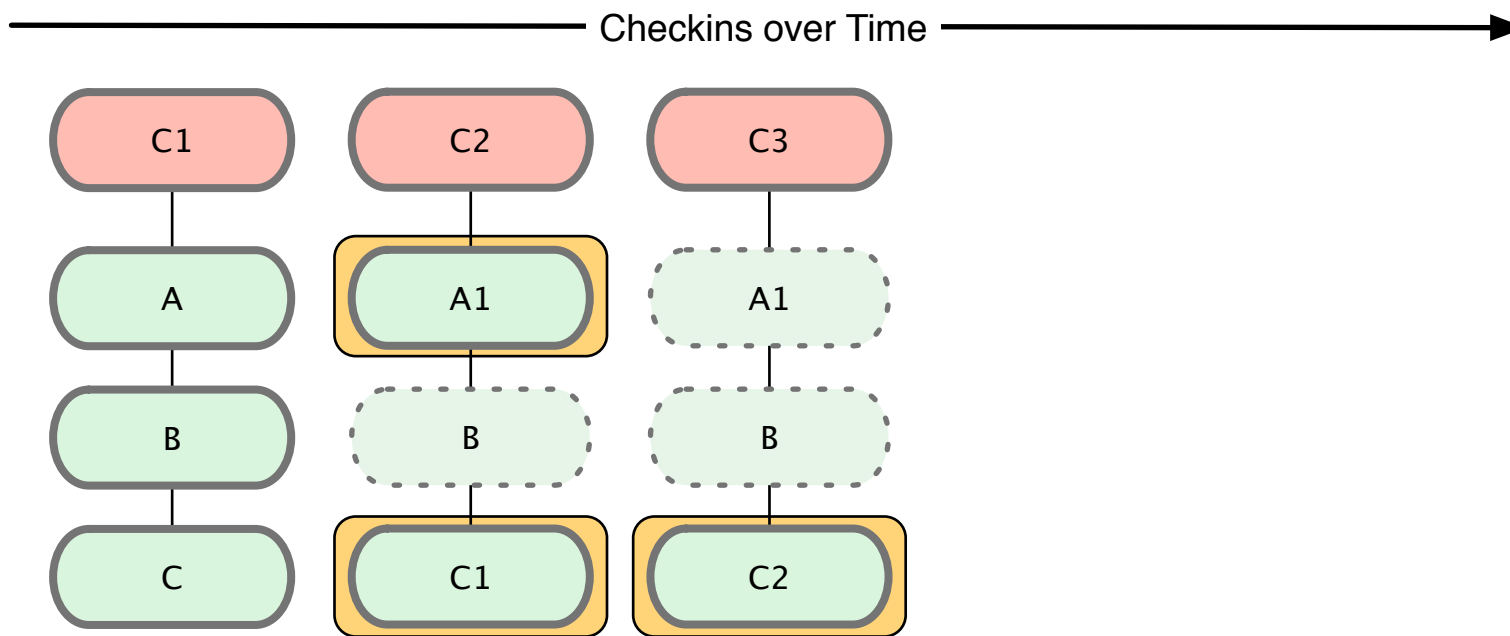 Checkins over Time
C1 C2 C3
A A1 A1
B B B
C C1 C2